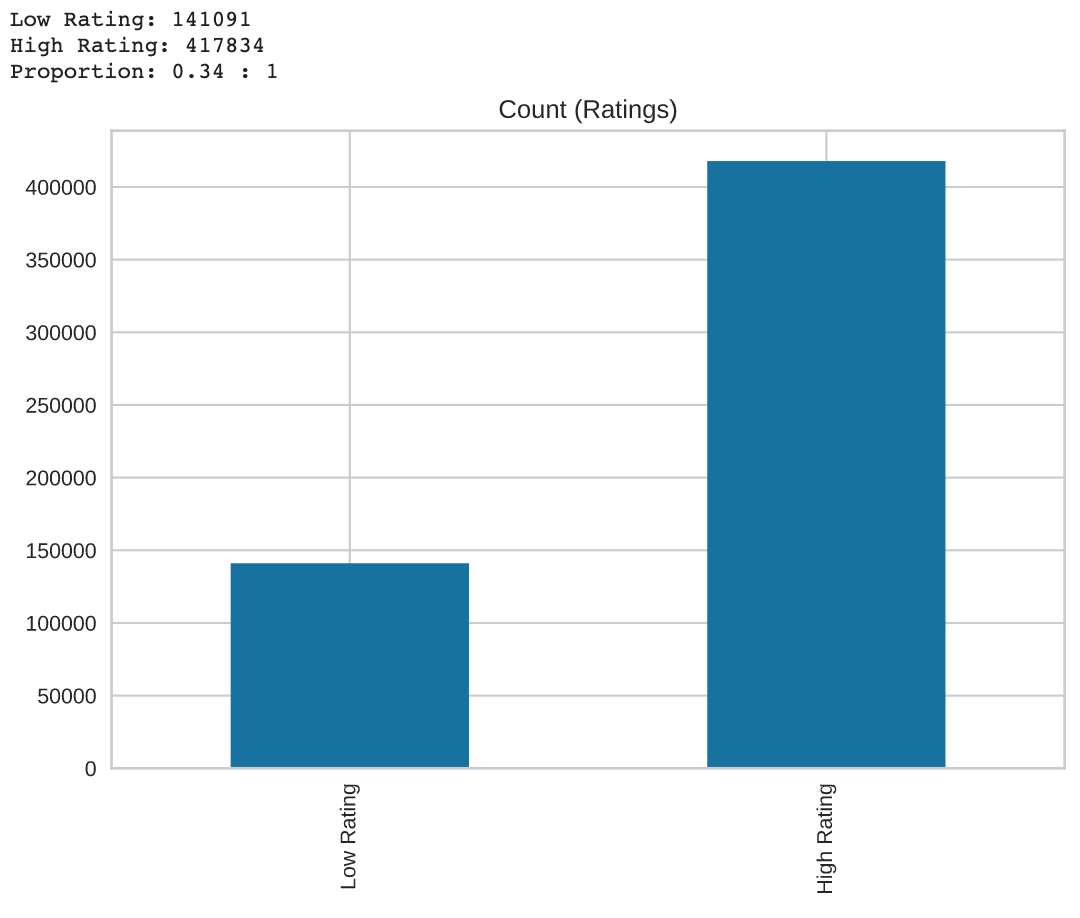 Low Rating: 141091
High Rating: 417834
Proportion: 0.34 : 1
Count (Ratings)
400000
350000
300000
250000
200000
150000
100000
50000
0
Low Rating
High Rating